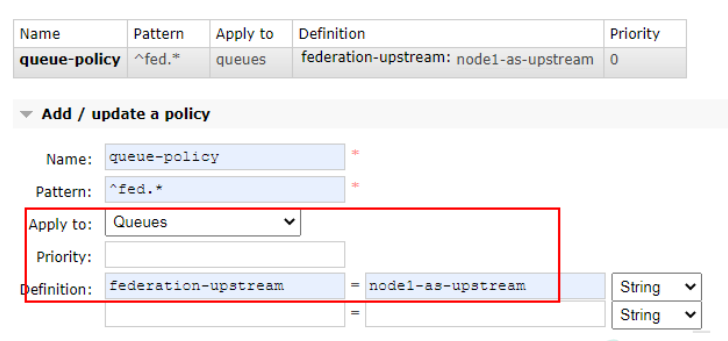 Name Pattern Apply to Definition Priority
queue-policy ^fed.* queues federation-upstream: node1-as-upstream 0
Add / update a policy
Name: queue-policy *
Pattern: ^fed.* *
Apply to: Queues
Priority:
Definition: federation-upstream = node1-as-upstream String
= String